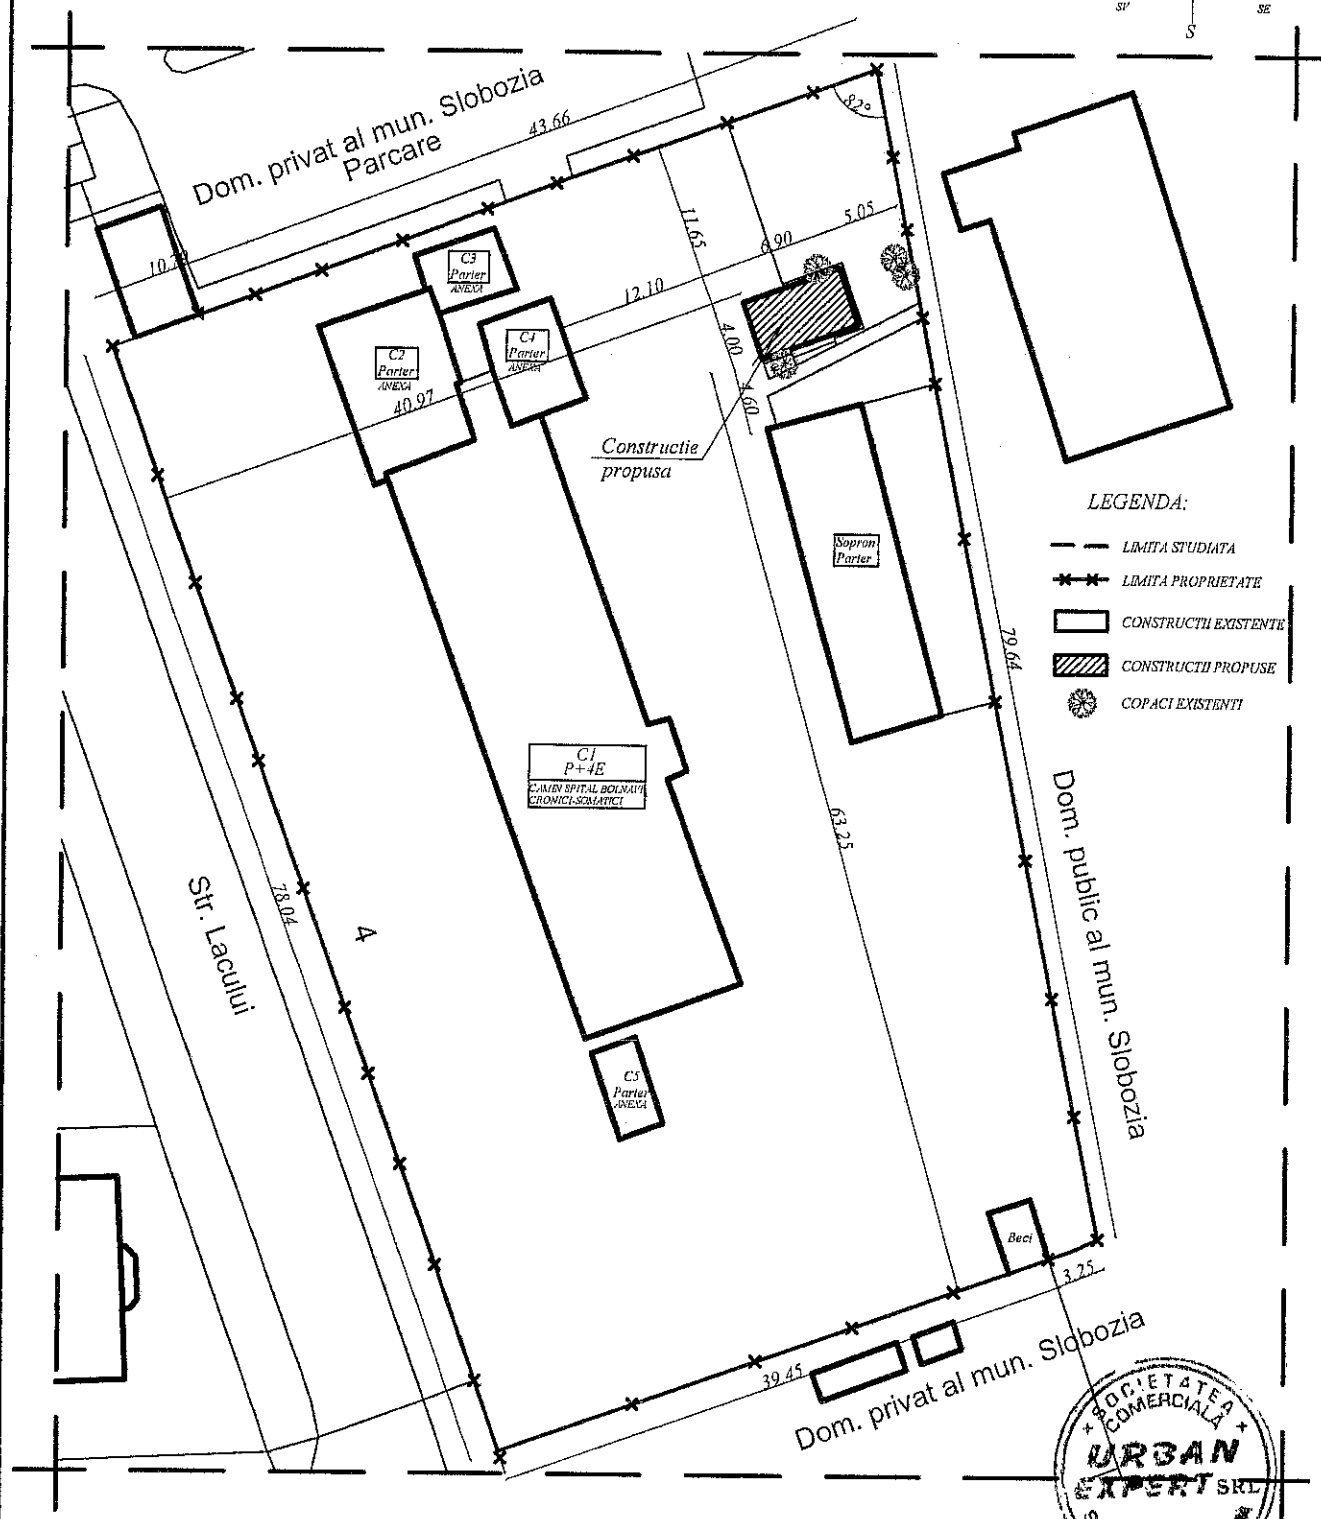 SV
SE
S
Dom. privat al mun. Slobozia
Parcare
43.66
82°
C3
Parter
ANEXA
11.65
6.90
5.05
12.10
C4
Parter
ANEXA
C2
Parter
ANEXA
40.97
4.00
4.60
Constructie
propusa
Sopron
Parter
LEGENDA:
LIMITA STUDIATA
LIMITA PROPRIETATE
CONSTRUCTII EXISTENTE
CONSTRUCTII PROPUSE
COPACI EXISTENTI
79.64
C1
P+4E
CAMIN SPITAL BOLNAVI
CRONICI-SOMATICI
63.25
Str. Lacului
78.04
4
Dom. public al mun. Slobozia
C5
Parter
ANEXA
Beci
3.25
39.45
Dom. privat al mun. Slobozia
SOCIETATEA
COMERCIALĂ
URBAN
EXPERT SRL